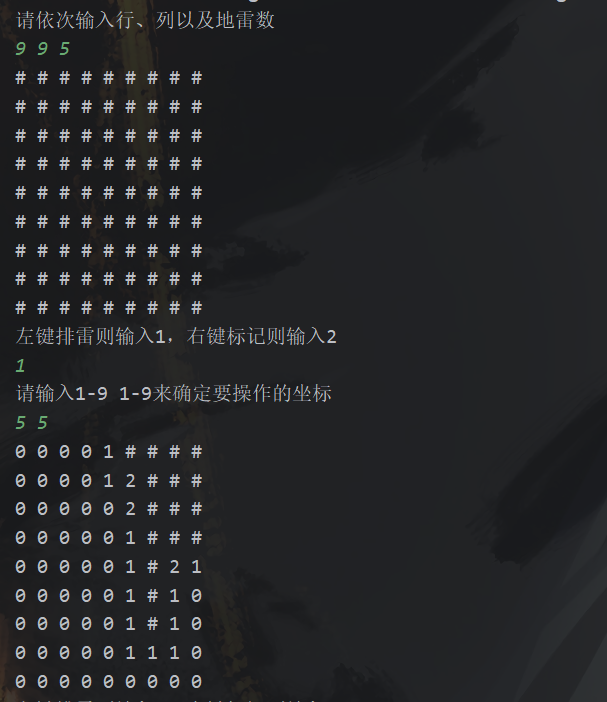 请依次输入行、列以及地雷数
9 9 5
# # # # # # # # #
# # # # # # # # #
# # # # # # # # #
# # # # # # # # #
# # # # # # # # #
# # # # # # # # #
# # # # # # # # #
# # # # # # # # #
# # # # # # # # #
左键排雷则输入1，右键标记则输入2
1
请输入1-9 1-9来确定要操作的坐标
5 5
0 0 0 0 1 # # # #
0 0 0 0 1 2 # # #
0 0 0 0 0 2 # # #
0 0 0 0 0 1 # # #
0 0 0 0 0 1 # 2 1
0 0 0 0 0 1 # 1 0
0 0 0 0 0 1 # 1 0
0 0 0 0 0 1 1 1 0
0 0 0 0 0 0 0 0 0